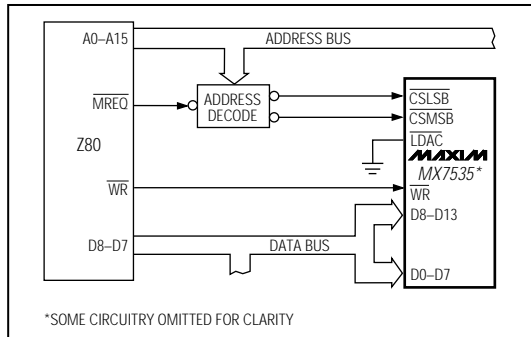 A0–A15
ADDRESS BUS
MREQ
ADDRESS
DECODE
CSLSB
CSMSB
LDAC
Z80
MAXIM
MX7535*
WR
WR
D8–D13
D8–D7
DATA BUS
D0–D7
*SOME CIRCUITRY OMITTED FOR CLARITY